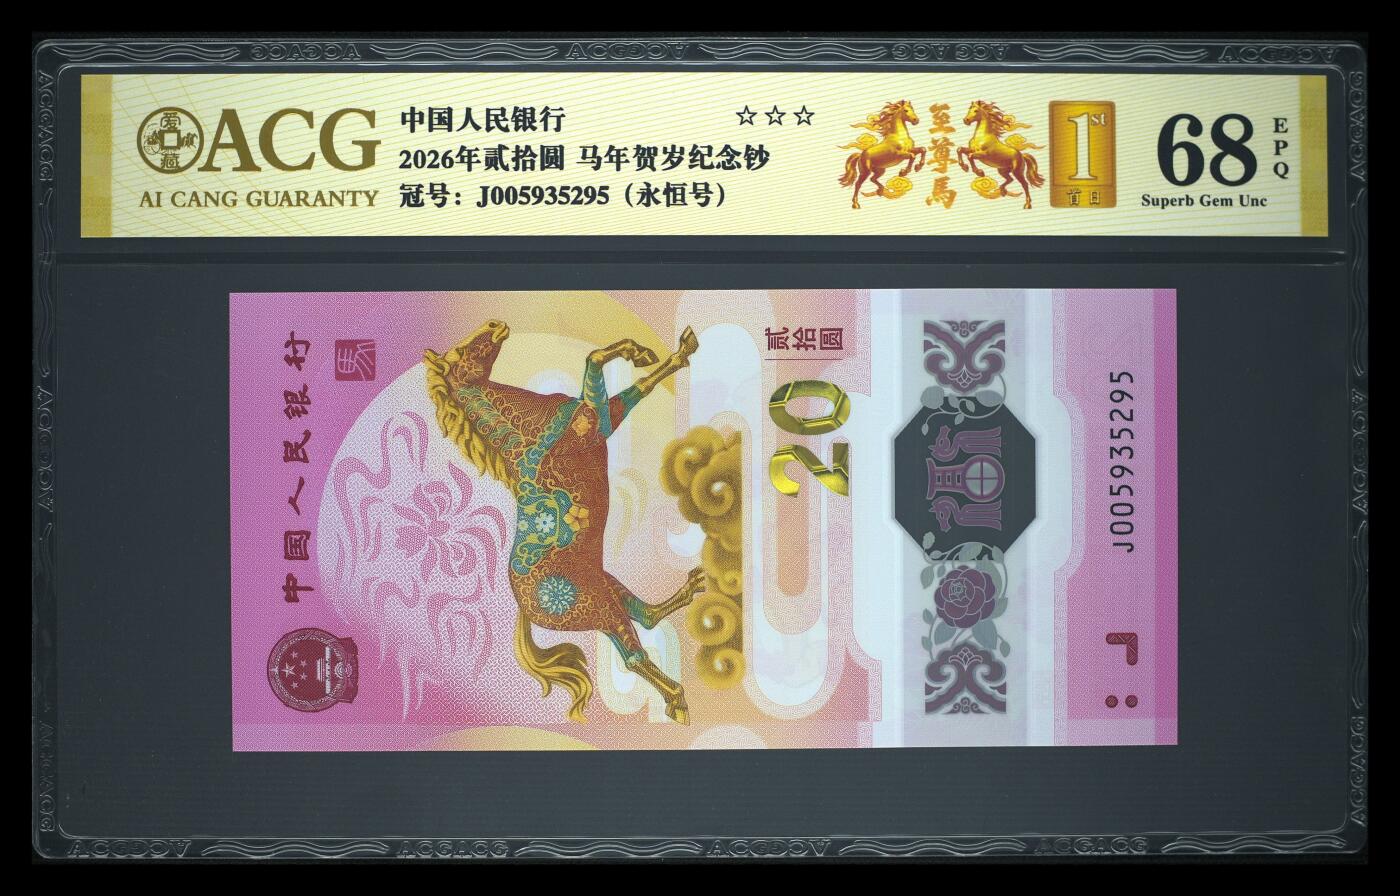 爱藏
ACG
AI CANG GUARANTY
中国人民银行
2026年贰拾圆 马年贺岁纪念钞
冠号：J005935295（永恒号）
☆☆☆
至尊馬
1st
首日
68
EPQ
Superb Gem Unc
中国人民银行
贰拾圆
20
J005935295